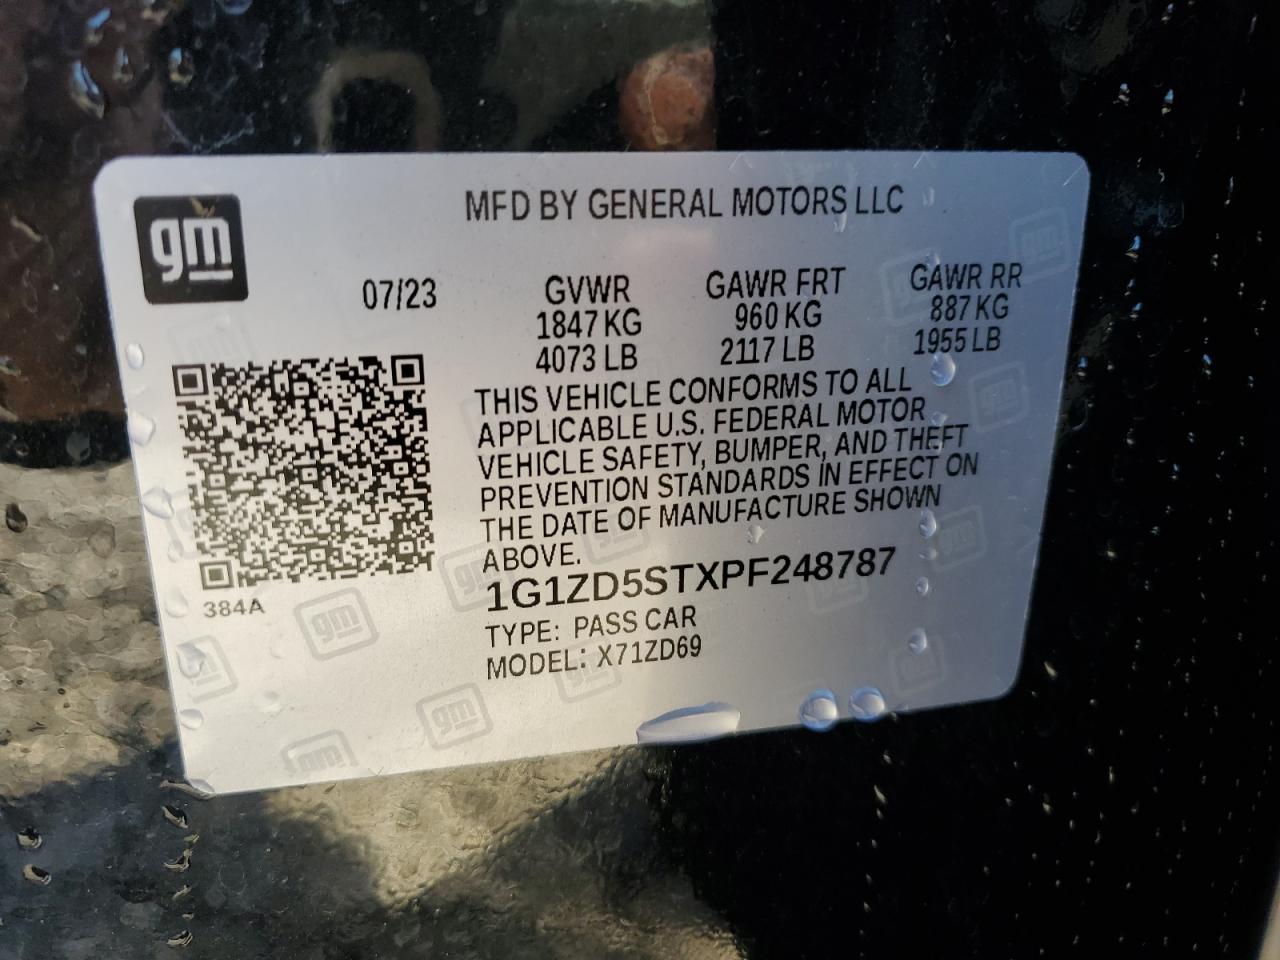 MFD BY GENERAL MOTORS LLC
gm
07/23 GVWR GAWR FRT GAWR RR
1847 KG 960 KG 887 KG
4073 LB 2117 LB 1955 LB
THIS VEHICLE CONFORMS TO ALL
APPLICABLE U.S. FEDERAL MOTOR
VEHICLE SAFETY, BUMPER, AND THEFT
PREVENTION STANDARDS IN EFFECT ON
THE DATE OF MANUFACTURE SHOWN
ABOVE.
384A
1G1ZD5STXPF248787
TYPE: PASS CAR
MODEL: X71ZD69